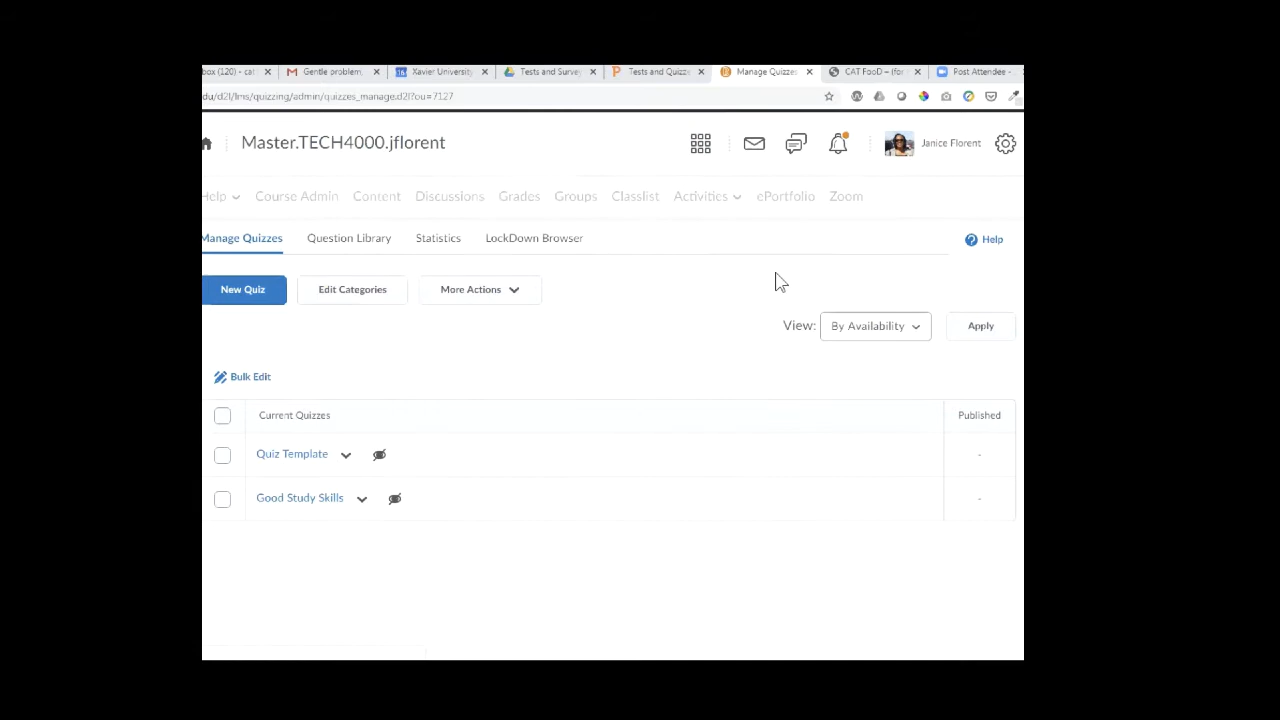 box (120) - cat
Gentle problem
Xavier University
Tests and Surve
Tests and Quizz
Manage Quizzes
CAT FooD – (for
Post Attendee -
du/d2l/lms/quizzing/admin/quizzes_manage.d2l?ou=7127
Master.TECH4000.jflorent
Janice Florent
Help Course Admin Content Discussions Grades Groups Classlist Activities ePortfolio Zoom
Manage Quizzes Question Library Statistics LockDown Browser
Help
New Quiz Edit Categories More Actions
View: By Availability Apply
Bulk Edit
Current Quizzes Published
Quiz Template -
Good Study Skills -